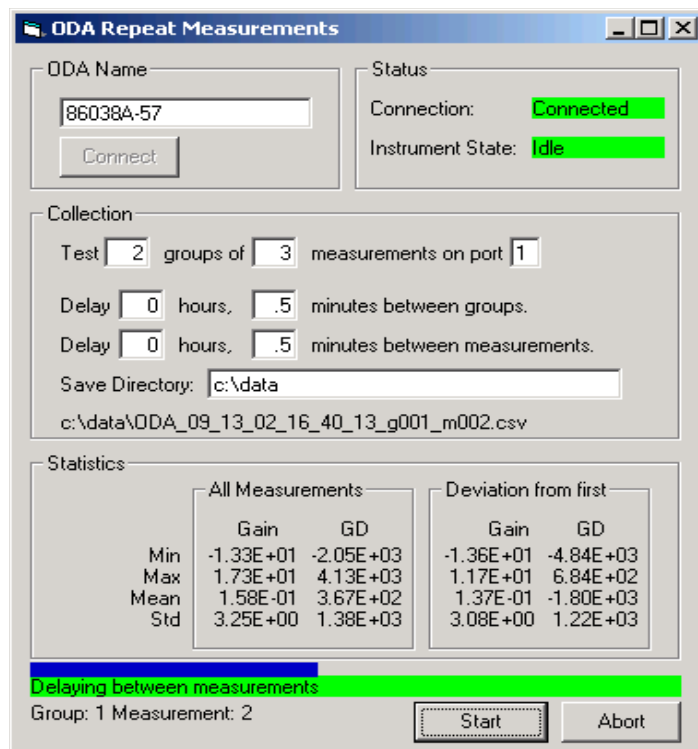 ODA Repeat Measurements
ODA Name
86038A-57
Connect
Status
Connection: Connected
Instrument State: Idle
Collection
Test 2 groups of 3 measurements on port 1
Delay 0 hours, .5 minutes between groups.
Delay 0 hours, .5 minutes between measurements.
Save Directory: c:\data
c:\data\ODA_09_13_02_16_40_13_g001_m002.csv
Statistics
All Measurements Deviation from first
Gain GD Gain GD
Min -1.33E+01 -2.05E+03 -1.36E+01 -4.84E+03
Max 1.73E+01 4.13E+03 1.17E+01 6.84E+02
Mean 1.58E-01 3.67E+02 1.37E-01 -1.80E+03
Std 3.25E+00 1.38E+03 3.08E+00 1.22E+03
Delaying between measurements
Group: 1 Measurement: 2
Start Abort